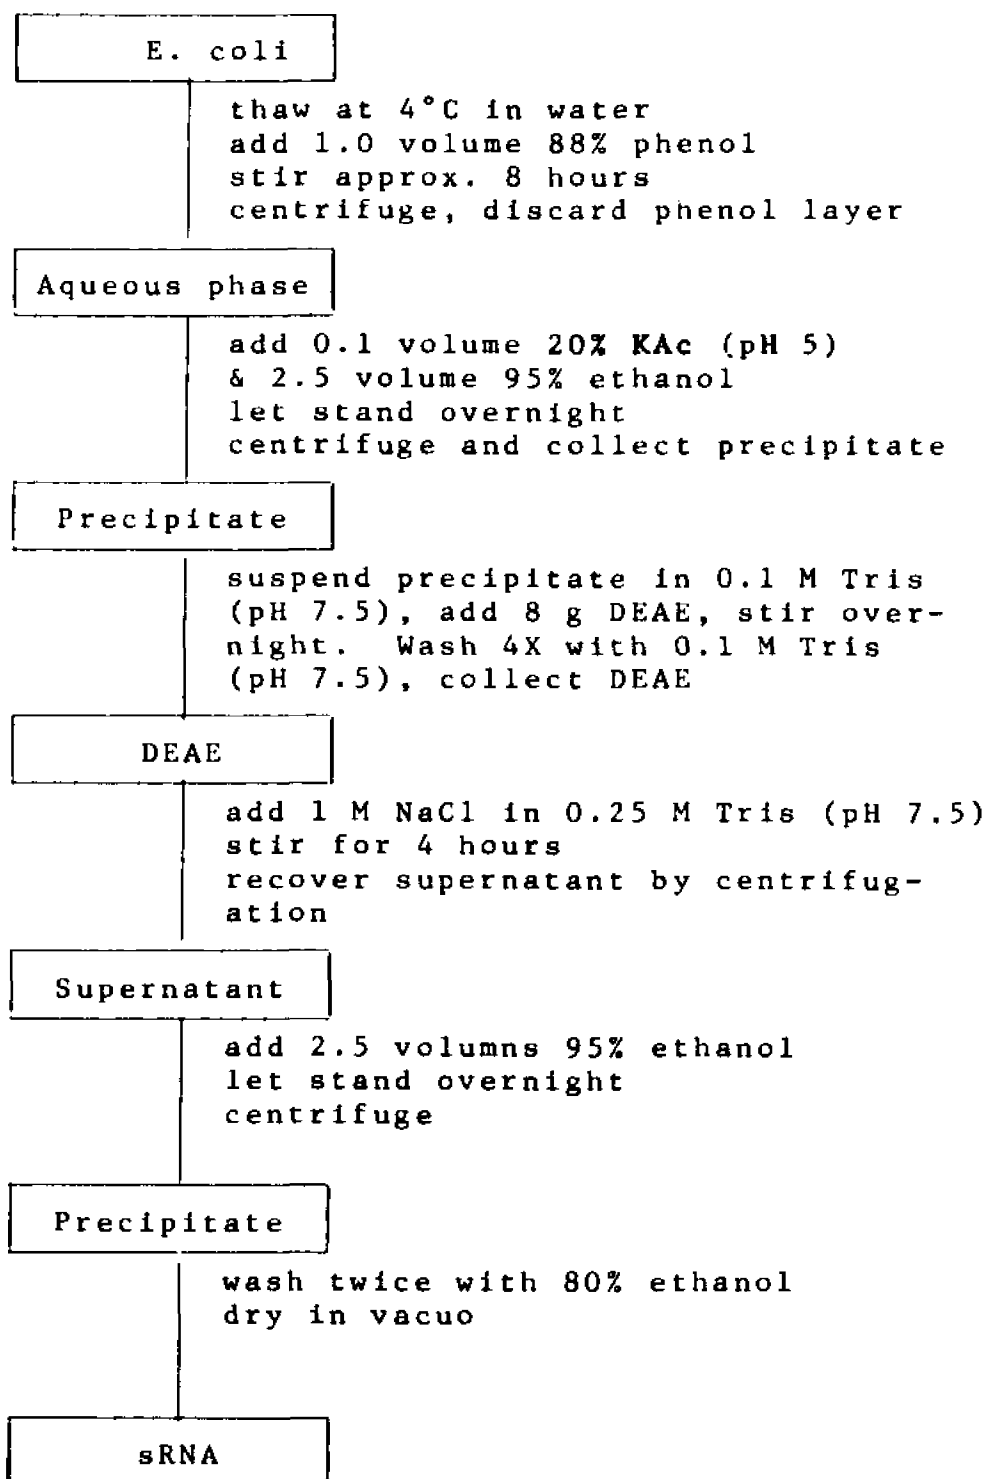 E. coli
thaw at 4°C in water
add 1.0 volume 88% phenol
stir approx. 8 hours
centrifuge, discard phenol layer
Aqueous phase
add 0.1 volume 20% KAc (pH 5)
& 2.5 volume 95% ethanol
let stand overnight
centrifuge and collect precipitate
Precipitate
suspend precipitate in 0.1 M Tris
(pH 7.5), add 8 g DEAE, stir over-
night. Wash 4X with 0.1 M Tris
(pH 7.5), collect DEAE
DEAE
add 1 M NaCl in 0.25 M Tris (pH 7.5)
stir for 4 hours
recover supernatant by centrifug-
ation
Supernatant
add 2.5 volumns 95% ethanol
let stand overnight
centrifuge
Precipitate
wash twice with 80% ethanol
dry in vacuo
sRNA